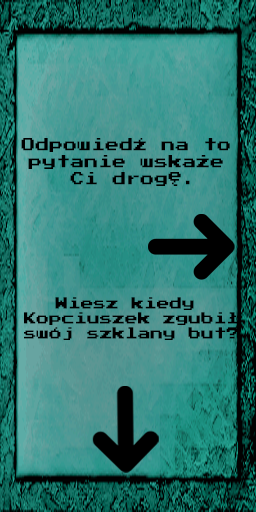 Odpowiedź na to
pytanie wskaże
Ci drogę.
Wiesz kiedy
Kopciuszek zgubił
swój szklany but?